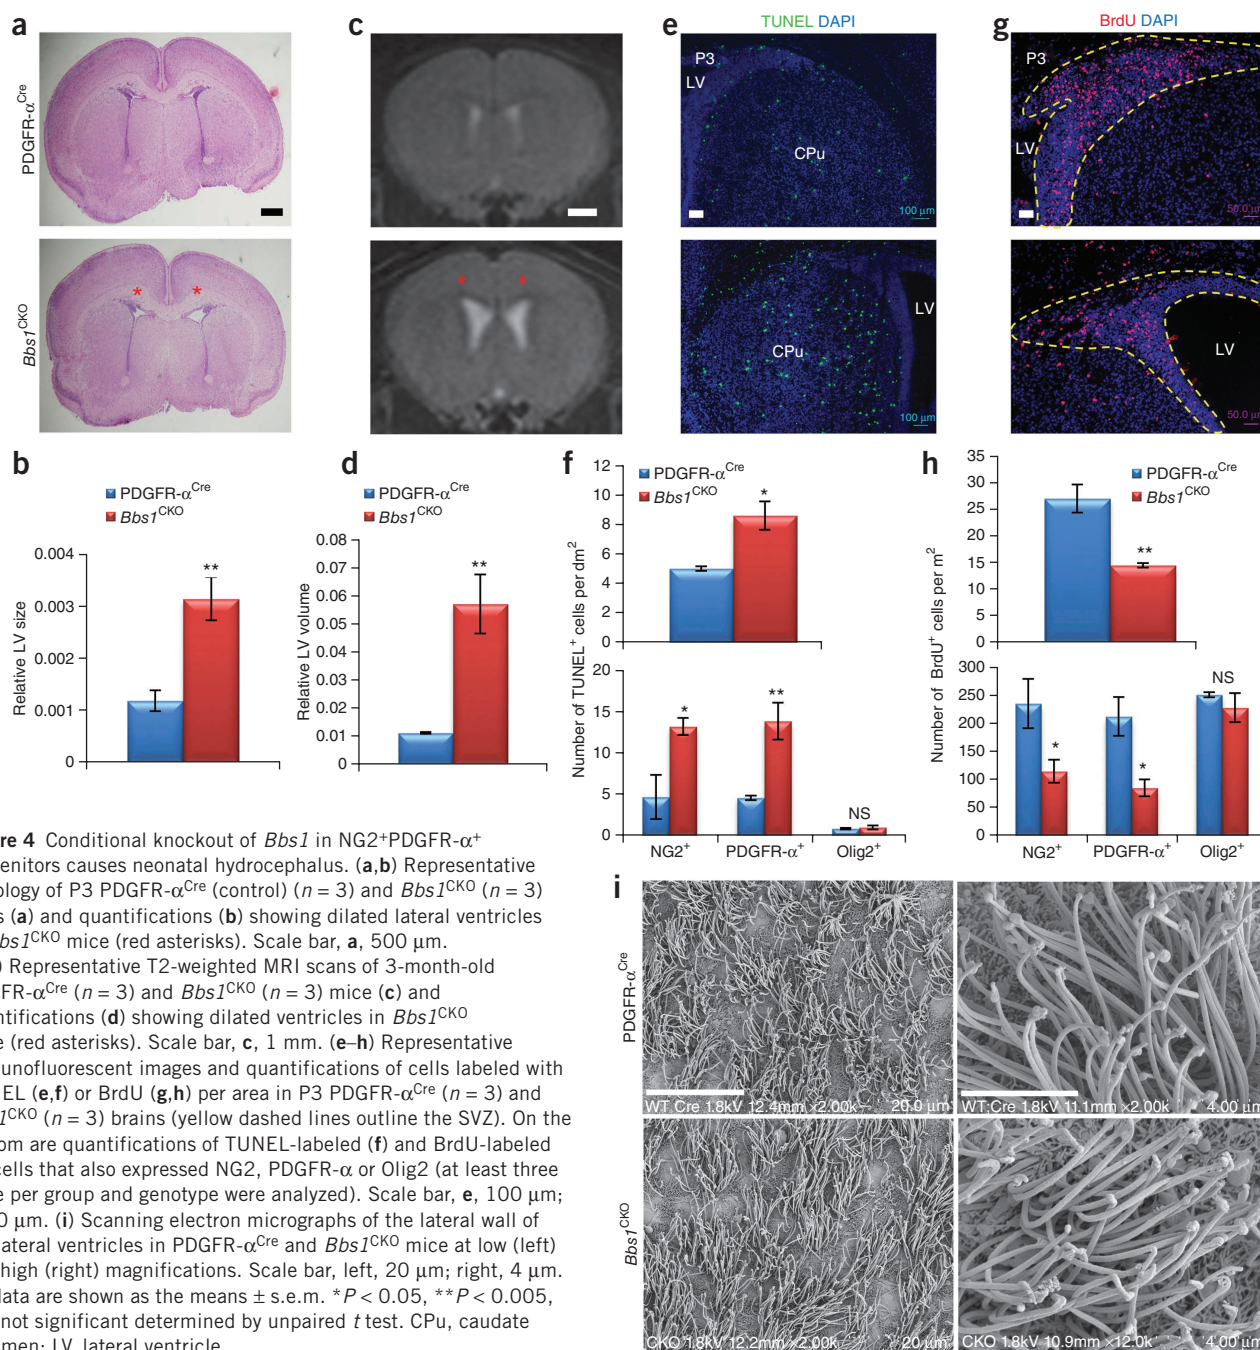 a
c
e
g
TUNEL DAPI
BrdU DAPI
PDGFR-α^Cre
Bbs1^CKO
*
*
*
*
P3
LV
CPu
100 μm
LV
CPu
100 μm
P3
LV
50.0 μm
LV
50.0 μm
b
PDGFR-α^Cre
Bbs1^CKO
Relative LV size
0.004
0.003
0.002
0.001
0
**
d
PDGFR-α^Cre
Bbs1^CKO
Relative LV volume
0.08
0.07
0.06
0.05
0.04
0.03
0.02
0.01
0
**
f
PDGFR-α^Cre
Bbs1^CKO
Number of TUNEL+ cells per dm²
12
10
8
6
4
2
0
*
20
15
10
5
0
*
**
NS
NG2+
PDGFR-α+
Olig2+
h
PDGFR-α^Cre
Bbs1^CKO
Number of BrdU+ cells per m²
35
30
25
20
15
10
5
0
**
300
250
200
150
100
50
0
*
*
NS
NG2+
PDGFR-α+
Olig2+
re 4 Conditional knockout of Bbs1 in NG2+PDGFR-α+
enitors causes neonatal hydrocephalus. (a,b) Representative
ology of P3 PDGFR-α^Cre (control) (n = 3) and Bbs1^CKO (n = 3)
s (a) and quantifications (b) showing dilated lateral ventricles
bs1^CKO mice (red asterisks). Scale bar, a, 500 μm.
) Representative T2-weighted MRI scans of 3-month-old
FR-α^Cre (n = 3) and Bbs1^CKO (n = 3) mice (c) and
ntifications (d) showing dilated ventricles in Bbs1^CKO
e (red asterisks). Scale bar, c, 1 mm. (e–h) Representative
unofluorescent images and quantifications of cells labeled with
EL (e,f) or BrdU (g,h) per area in P3 PDGFR-α^Cre (n = 3) and
1^CKO (n = 3) brains (yellow dashed lines outline the SVZ). On the
om are quantifications of TUNEL-labeled (f) and BrdU-labeled
cells that also expressed NG2, PDGFR-α or Olig2 (at least three
e per group and genotype were analyzed). Scale bar, e, 100 μm;
0 μm. (i) Scanning electron micrographs of the lateral wall of
lateral ventricles in PDGFR-α^Cre and Bbs1^CKO mice at low (left)
high (right) magnifications. Scale bar, left, 20 μm; right, 4 μm.
data are shown as the means ± s.e.m. *P < 0.05, **P < 0.005,
not significant determined by unpaired t test. CPu, caudate
men; LV, lateral ventricle
i
PDGFR-α^Cre
WT Cre 1.8kV 12.4mm ×2.00k 20.0 μm
WT:Cre 1.8kV 11.1mm ×2.00k 4.00 μm
Bbs1^CKO
CKO 1.8kV 12.2mm ×2.00k 20 μm
CKO 1.8kV 10.9mm ×12.0k 4.00 μm